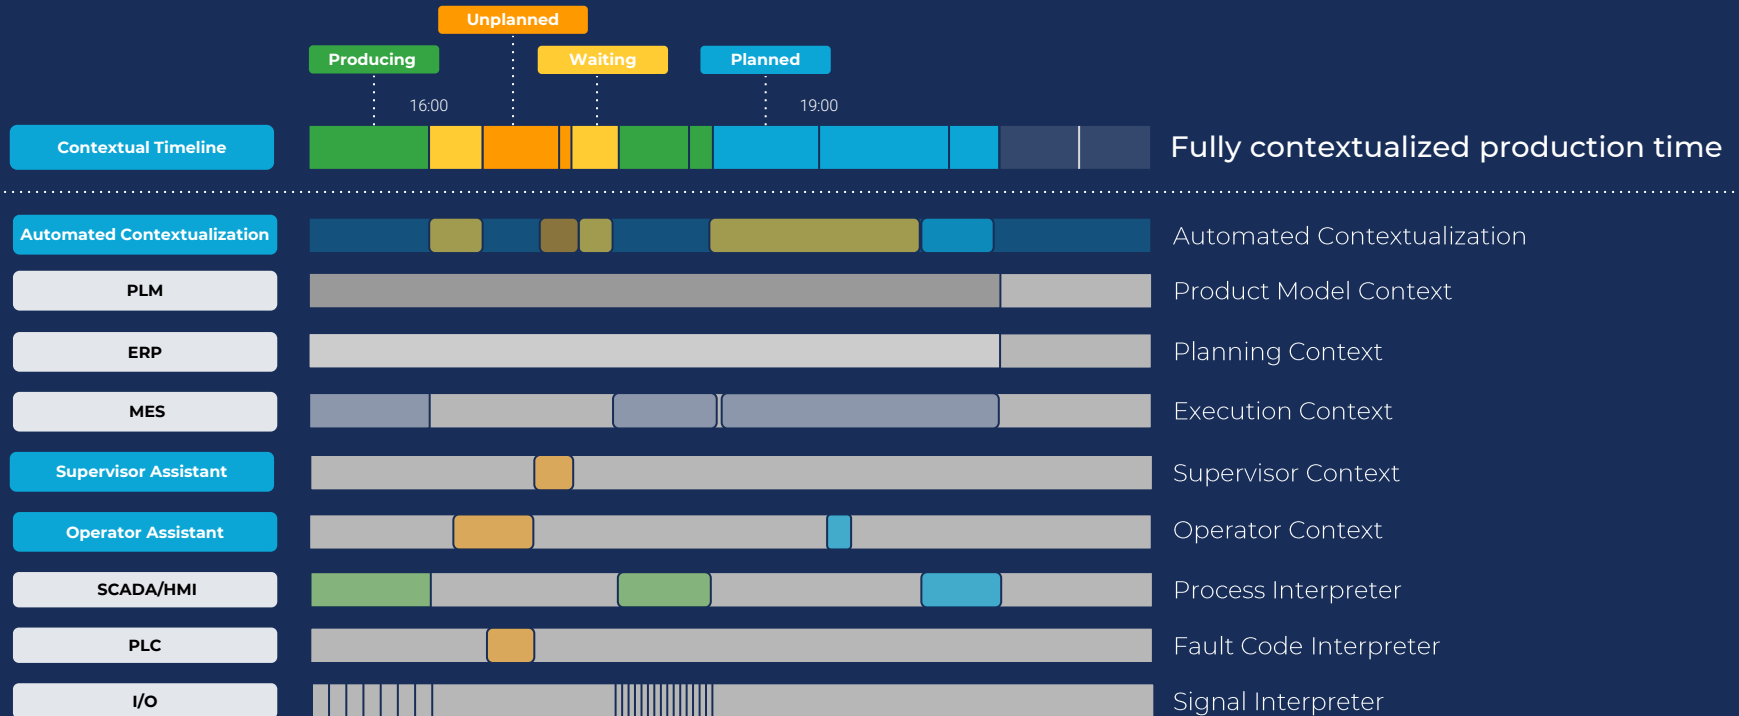 Unplanned
Producing
Waiting
Planned
16:00
19:00
Contextual Timeline
Fully contextualized production time
Automated Contextualization
Automated Contextualization
PLM
Product Model Context
ERP
Planning Context
MES
Execution Context
Supervisor Assistant
Supervisor Context
Operator Assistant
Operator Context
SCADA/HMI
Process Interpreter
PLC
Fault Code Interpreter
I/O
Signal Interpreter